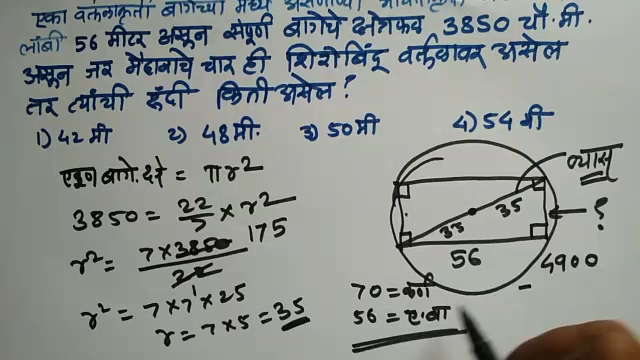 एका वर्तुळाकृती बागेच्या मध्ये
लांबी 56 मीटर असून संपूर्ण बागेचे क्षेत्रफळ 3850 चौ. मी.
असून जर मैदानाचे चार ही शिरोबिंदू वर्तुळावर असेल
तर त्यांची रुंदी किती असेल?
1) 42 मी 2) 48 मी. 3) 50 मी 4) 54 मी
= πr²
3850 = 22/7 × r²
r² = 7×3850/22 175
r² = 7×7×25
r = 7×5 = 35
व्यास
35
35
?
56
4900
70 = कर्ण
56 = ए.बा